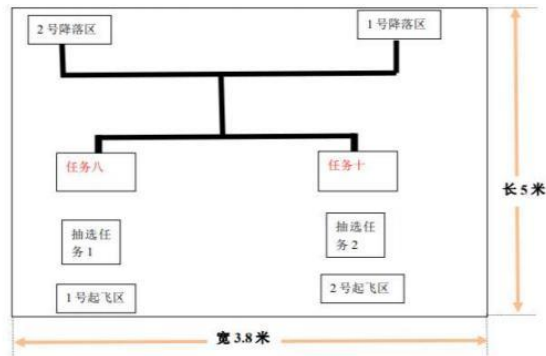 2号降落区
1号降落区
任务八
任务十
抽选任
务1
抽选任
务2
1号起飞区
2号起飞区
长5米
宽3.8米